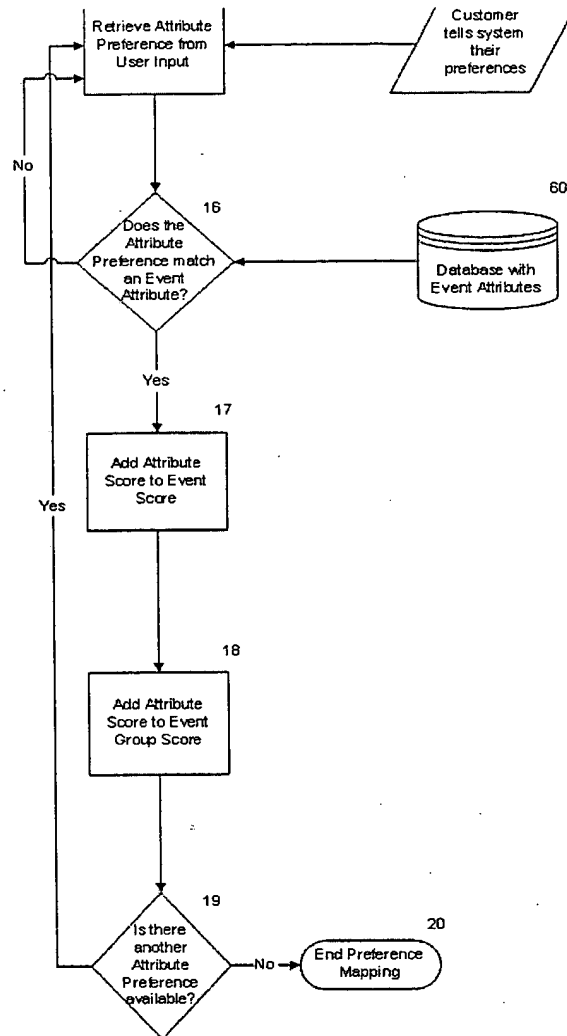 Retrieve Attribute
Preference from
User Input
Customer
tells system
their
preferences
No
16
Does the
Attribute
Preference match
an Event
Attribute?
60
Database with
Event Attributes
Yes
17
Add Attribute
Score to Event
Score
Yes
18
Add Attribute
Score to Event
Group Score
19
Is there
another
Attribute
Preference
available?
No
20
End Preference
Mapping